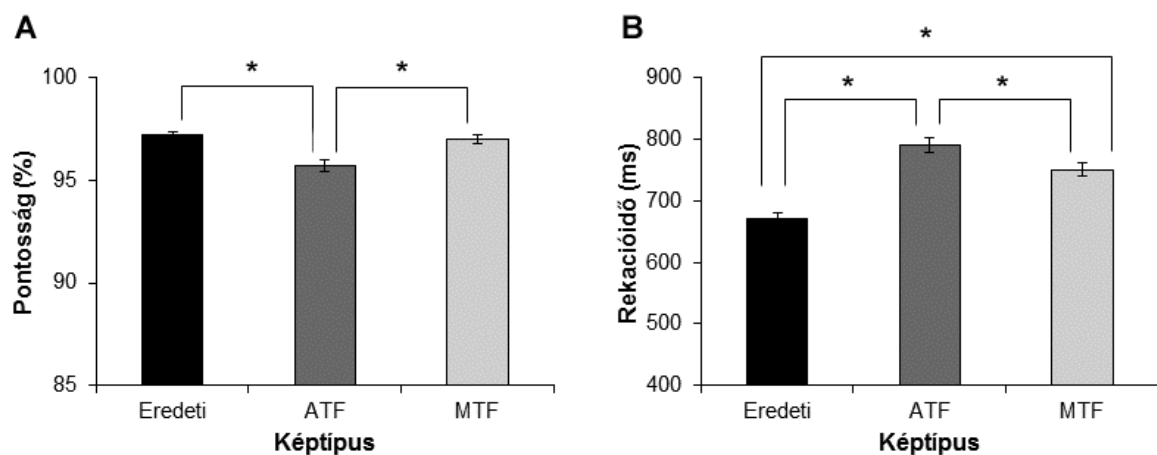 A
Pontosság (%)
100
95
90
85
*
*
Eredeti
ATF
MTF
Képtípus
B
Rekacióidő (ms)
900
800
700
600
500
400
*
*
*
Eredeti
ATF
MTF
Képtípus